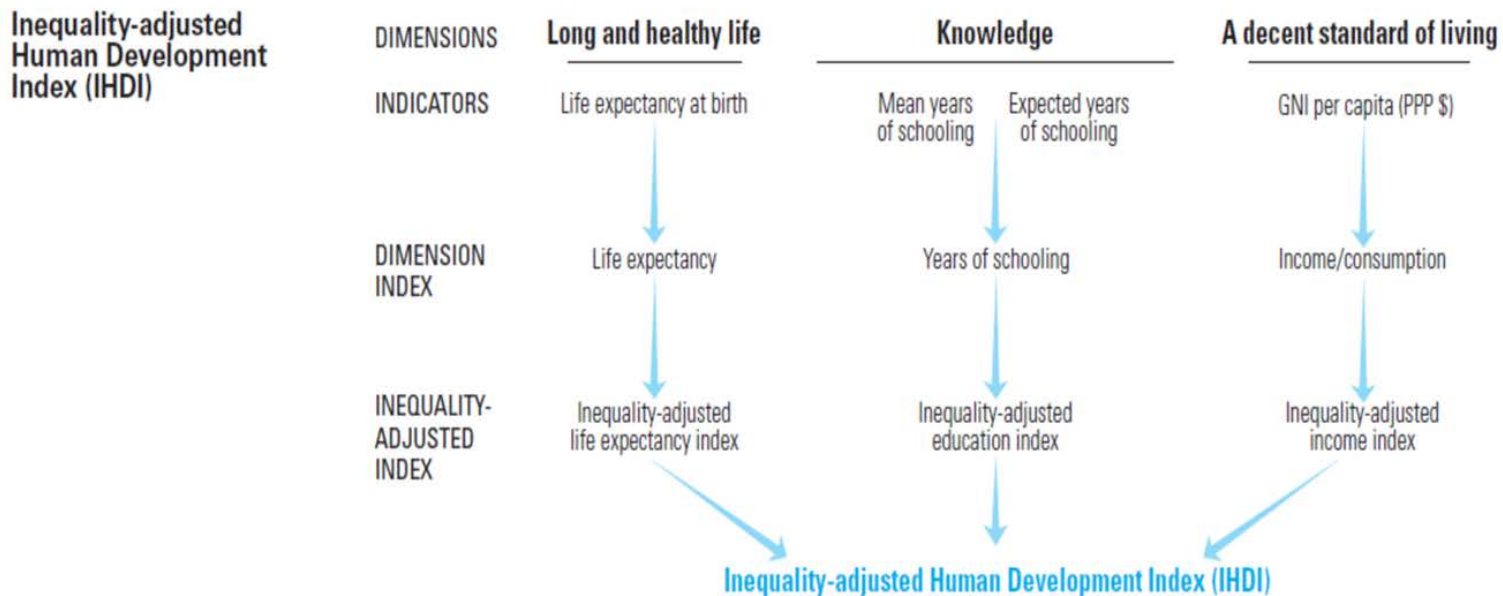 Inequality-adjusted
Human Development
Index (IHDI)
DIMENSIONS
Long and healthy life
Knowledge
A decent standard of living
INDICATORS
Life expectancy at birth
Mean years
of schooling
Expected years
of schooling
GNI per capita (PPP $)
DIMENSION
INDEX
Life expectancy
Years of schooling
Income/consumption
INEQUALITY-
ADJUSTED
INDEX
Inequality-adjusted
life expectancy index
Inequality-adjusted
education index
Inequality-adjusted
income index
Inequality-adjusted Human Development Index (IHDI)